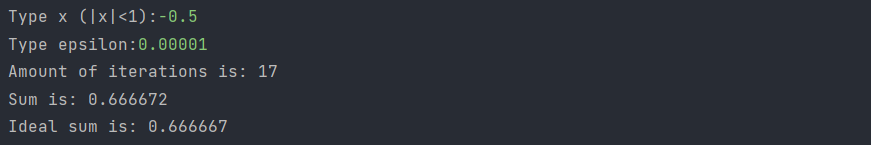 Type x (|x|<1):-0.5
Type epsilon:0.00001
Amount of iterations is: 17
Sum is: 0.666672
Ideal sum is: 0.666667